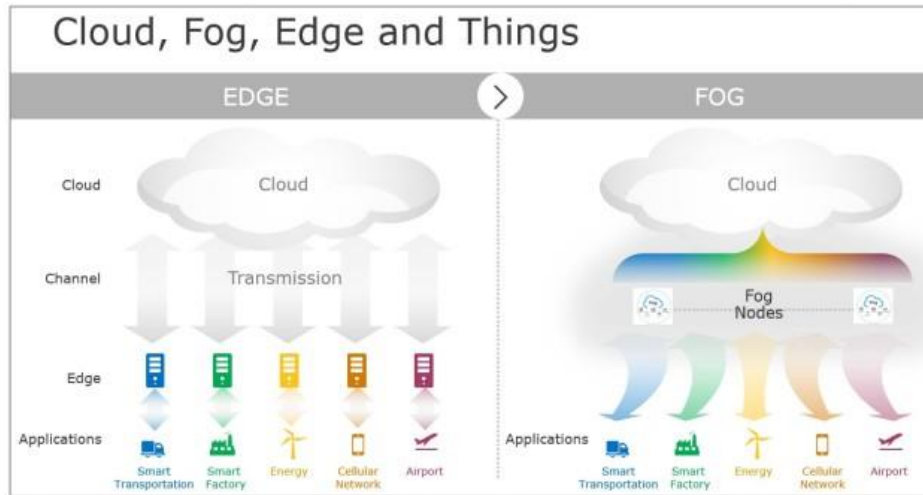 Cloud, Fog, Edge and Things
EDGE
FOG
Cloud
Cloud
Cloud
Channel
Transmission
Fog
Nodes
Edge
Applications
Applications
Smart
Transportation
Smart
Factory
Energy
Cellular
Network
Airport
Smart
Transportation
Smart
Factory
Energy
Cellular
Network
Airport